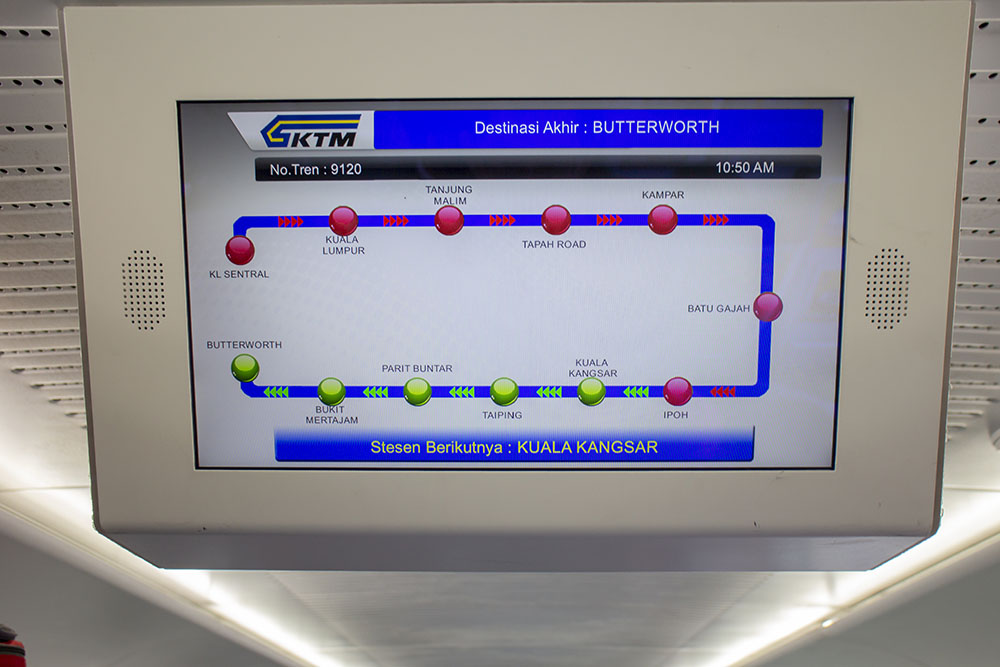 KTM
Destinasi Akhir : BUTTERWORTH
No.Tren : 9120
10:50 AM
TANJUNG
MALIM
KAMPAR
KUALA
LUMPUR
TAPAH ROAD
KL SENTRAL
BATU GAJAH
BUTTERWORTH
PARIT BUNTAR
KUALA
KANGSAR
BUKIT
MERTAJAM
TAIPING
IPOH
Stesen Berikutnya : KUALA KANGSAR